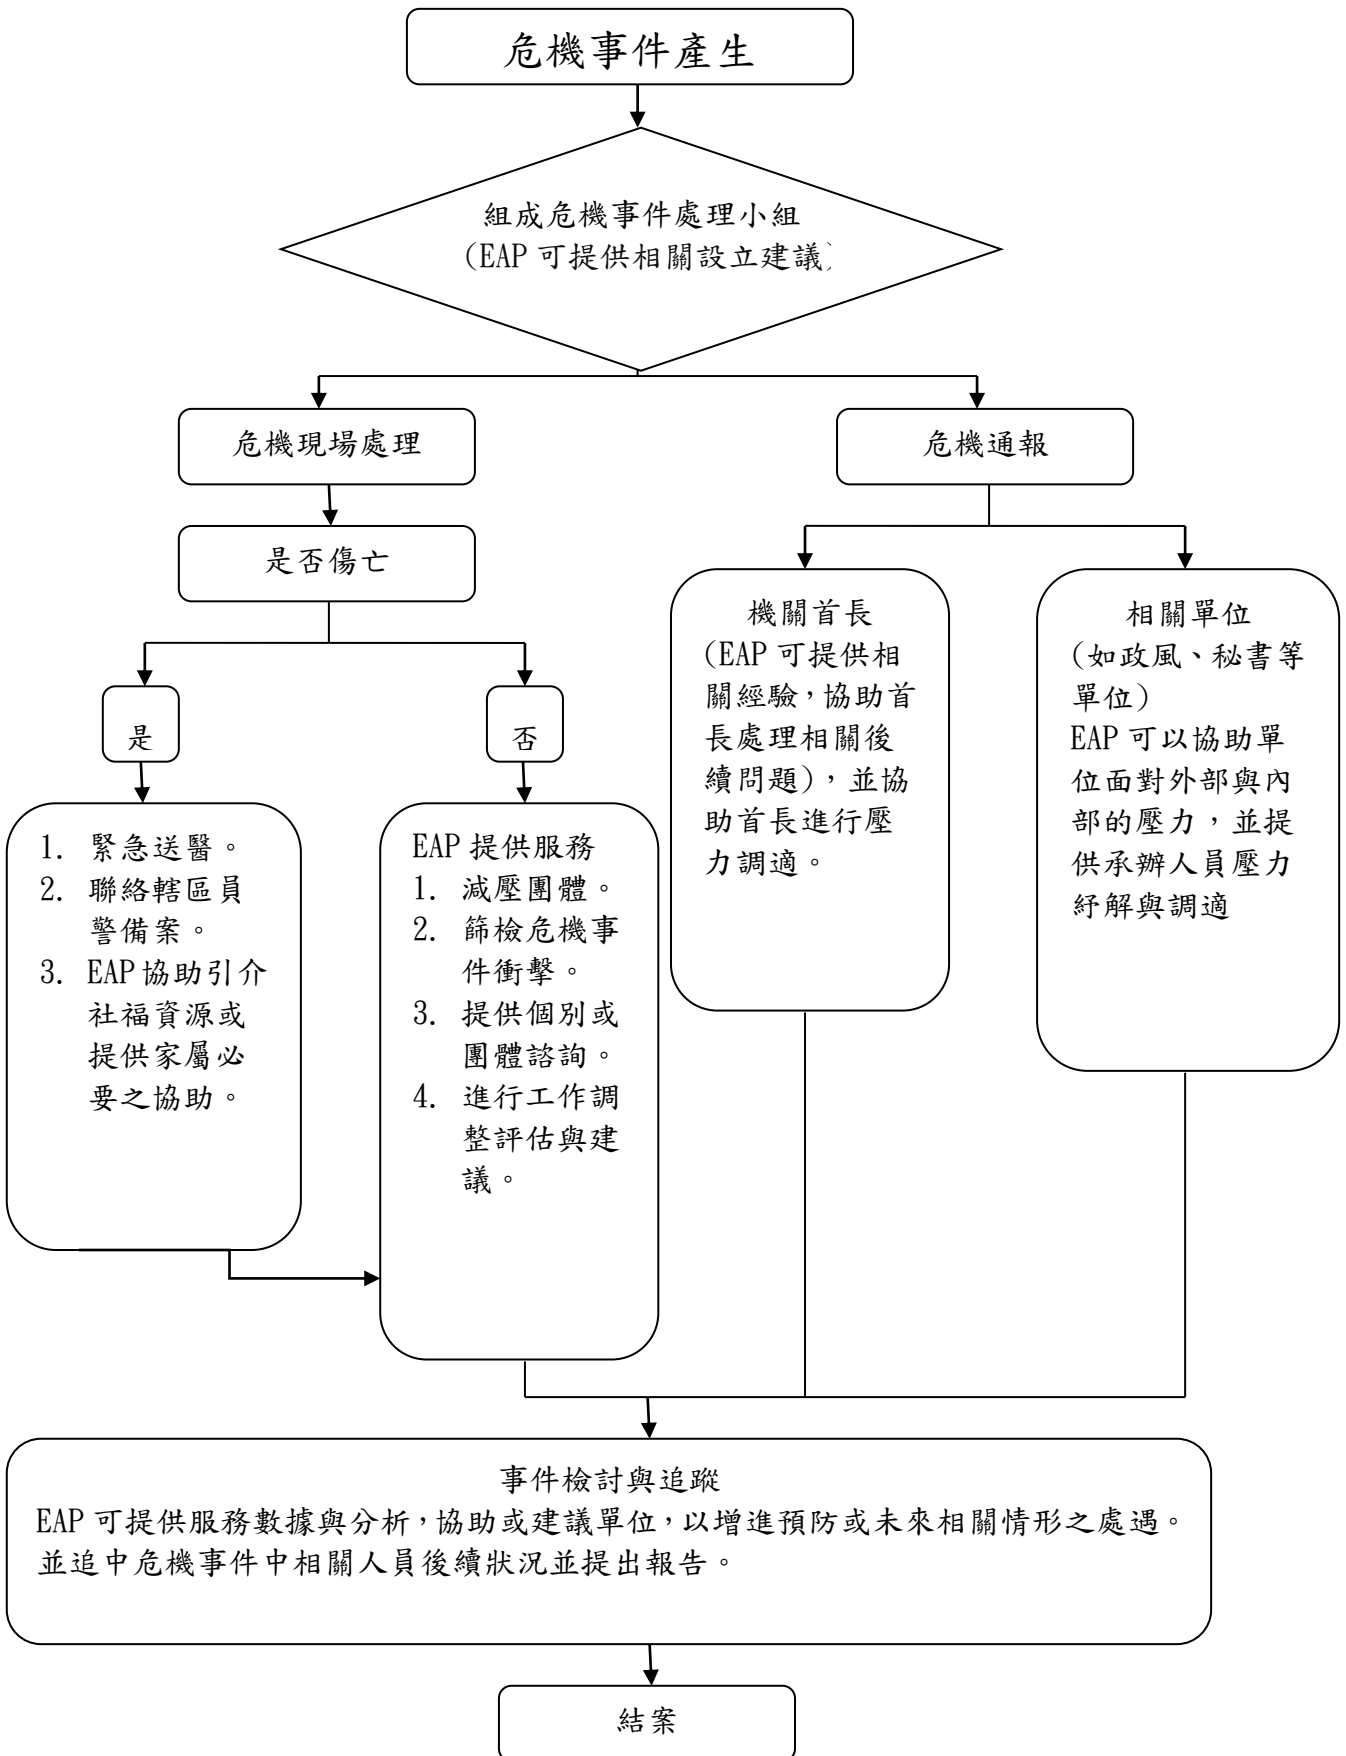 危機事件產生
組成危機事件處理小組
(EAP 可提供相關設立建議)
危機現場處理
危機通報
是否傷亡
是
否
1. 緊急送醫。
2. 聯絡轄區員
警備案。
3. EAP 協助引介
社福資源或
提供家屬必
要之協助。
EAP 提供服務
1. 減壓團體。
2. 篩檢危機事
件衝擊。
3. 提供個別或
團體諮詢。
4. 進行工作調
整評估與建
議。
機關首長
(EAP 可提供相
關經驗,協助首
長處理相關後
續問題),並協
助首長進行壓
力調適。
相關單位
(如政風、秘書等
單位)
EAP 可以協助單
位面對外部與內
部的壓力,並提
供承辦人員壓力
紓解與調適
事件檢討與追蹤
EAP 可提供服務數據與分析,協助或建議單位,以增進預防或未來相關情形之處遇。
並追中危機事件中相關人員後續狀況並提出報告。
結案